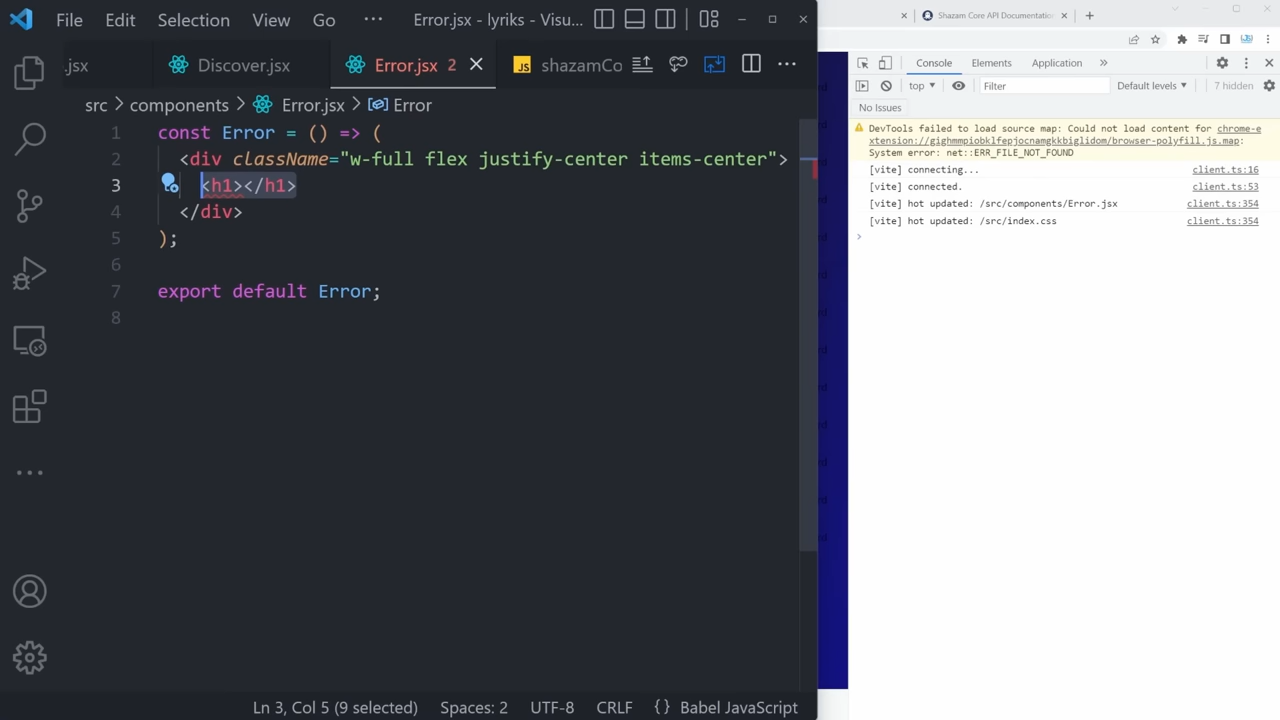 File Edit Selection View Go ··· Error.jsx - lyriks - Visu...
.jsx Discover.jsx Error.jsx 2 shazamCo ···
src > components > Error.jsx > Error
1 const Error = () => (
2 <div className="w-full flex justify-center items-center">
3 <h1></h1>
4 </div>
5 );
6
7 export default Error;
8
Ln 3, Col 5 (9 selected) Spaces: 2 UTF-8 CRLF {} Babel JavaScript
Shazam Core API Documentation
Console Elements Application »
top ▼ Filter Default levels ▼ 7 hidden
No Issues
DevTools failed to load source map: Could not load content for chrome-e
xtension://gighmmpiobklfepjocnamgkkbiglidom/browser-polyfill.js.map:
System error: net::ERR_FILE_NOT_FOUND
[vite] connecting... client.ts:16
[vite] connected. client.ts:53
[vite] hot updated: /src/components/Error.jsx client.ts:354
[vite] hot updated: /src/index.css client.ts:354
>